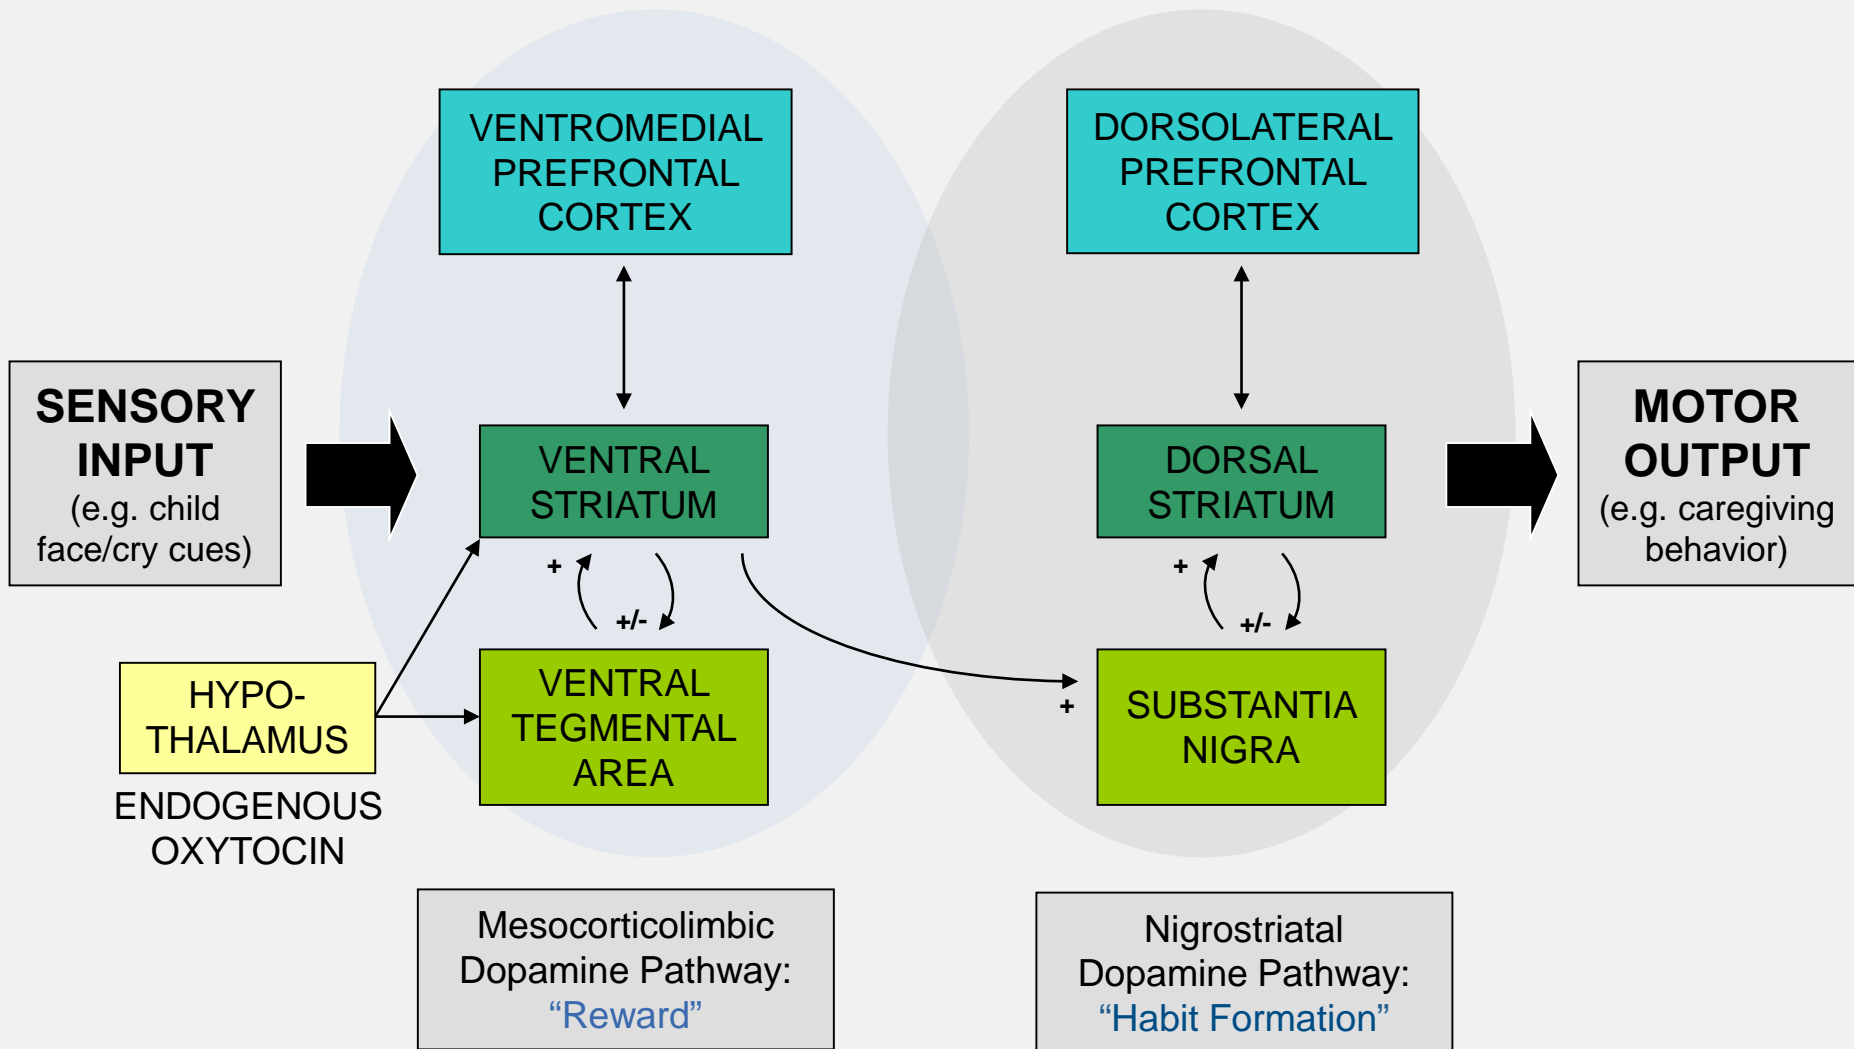 VENTROMEDIAL
PREFRONTAL
CORTEX
DORSOLATERAL
PREFRONTAL
CORTEX
SENSORY
INPUT
(e.g. child
face/cry cues)
VENTRAL
STRIATUM
DORSAL
STRIATUM
MOTOR
OUTPUT
(e.g. caregiving
behavior)
+
+/-
+
+/-
HYPO-
THALAMUS
ENDOGENOUS
OXYTOCIN
VENTRAL
TEGMENTAL
AREA
+
SUBSTANTIA
NIGRA
Mesocorticolimbic
Dopamine Pathway:
“Reward”
Nigrostriatal
Dopamine Pathway:
“Habit Formation”